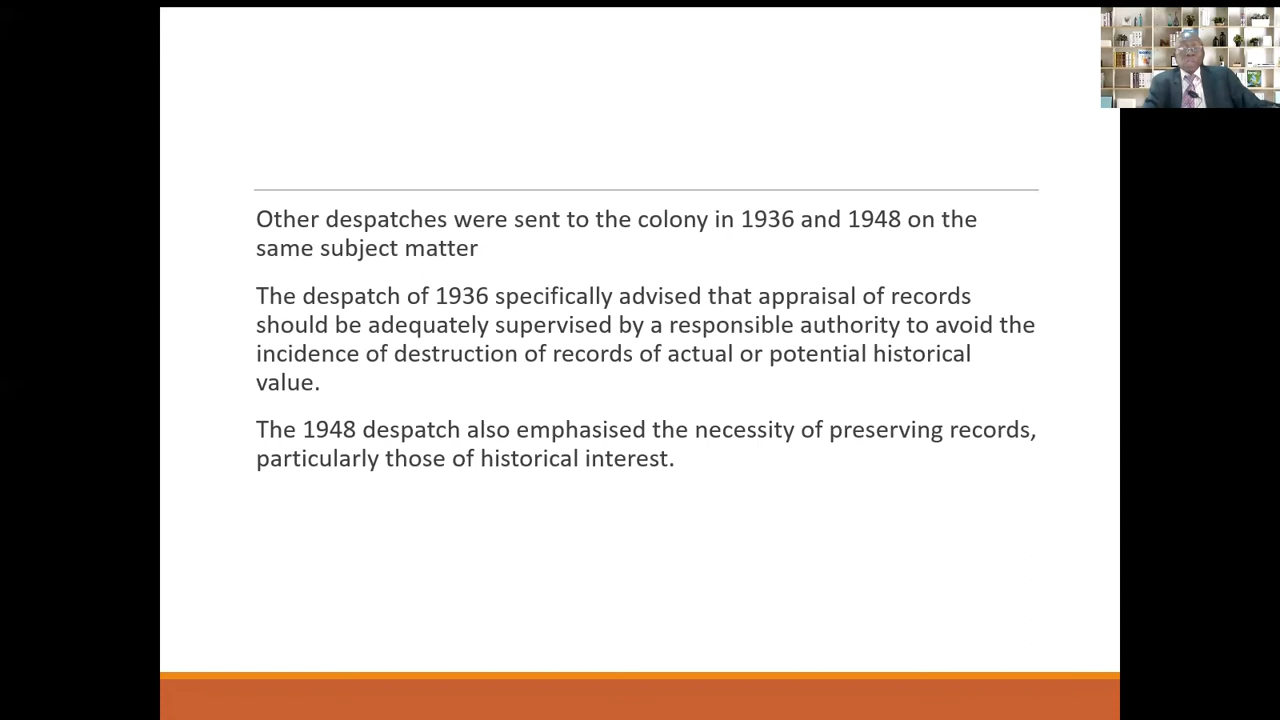 Other despatches were sent to the colony in 1936 and 1948 on the
same subject matter
The despatch of 1936 specifically advised that appraisal of records
should be adequately supervised by a responsible authority to avoid the
incidence of destruction of records of actual or potential historical
value.
The 1948 despatch also emphasised the necessity of preserving records,
particularly those of historical interest.